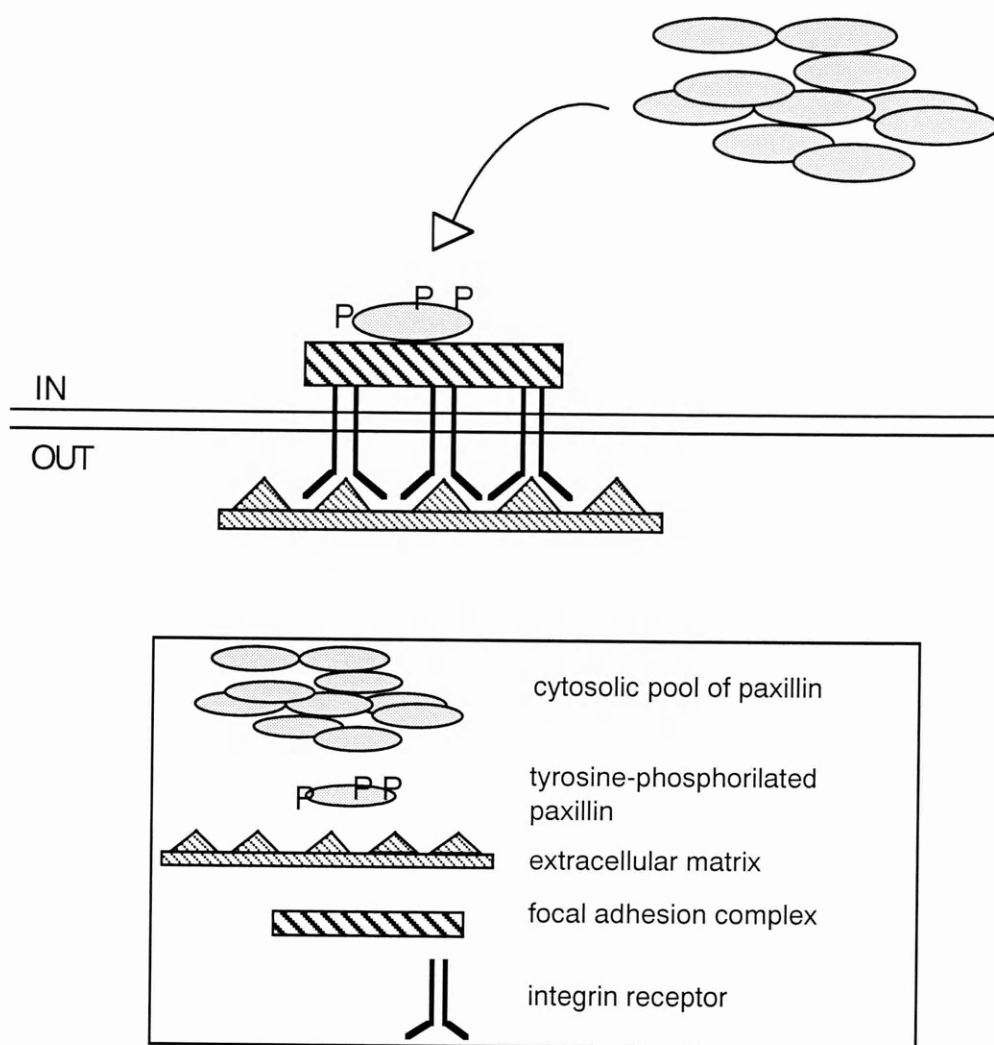 P P P
IN
OUT
cytosolic pool of paxillin
P P P
tyrosine-phosphorilated
paxillin
extracellular matrix
focal adhesion complex
integrin receptor